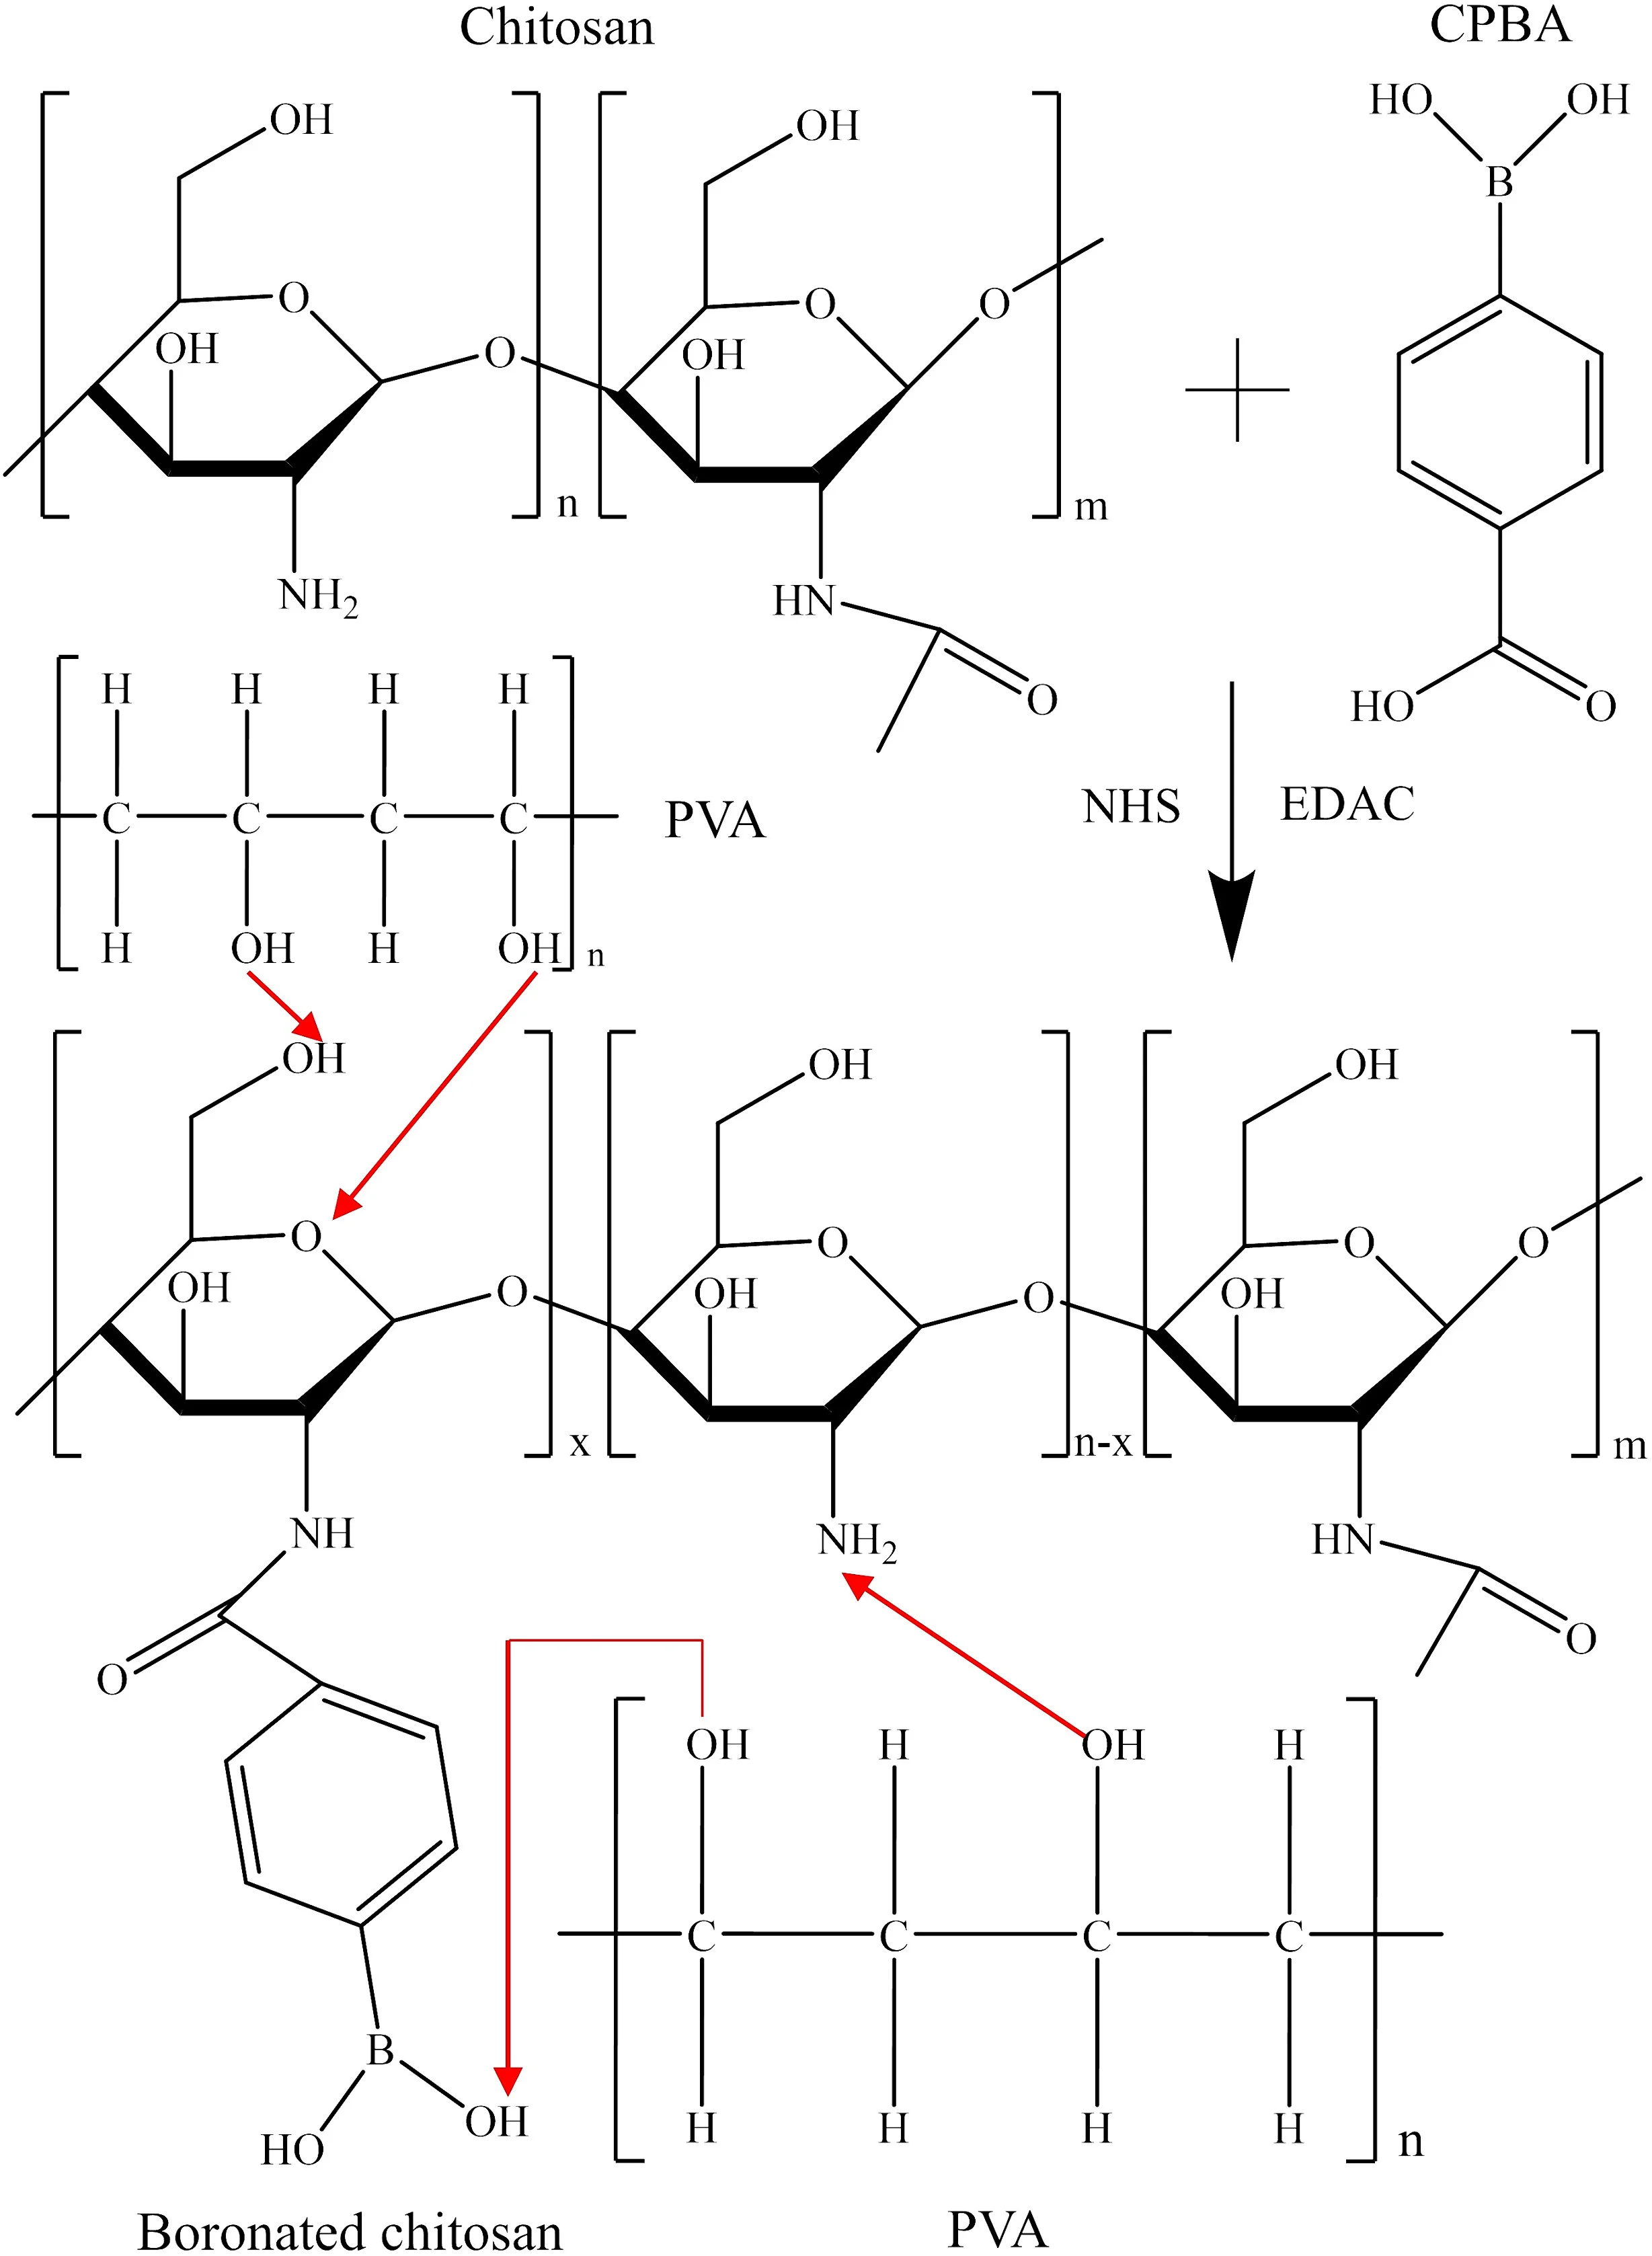 Chitosan
CPBA
HO
OH
B
HO
O
OH
O
OH
O
n
NH2
OH
O
OH
O
m
HN
O
H H H H
C C C C
PVA
H OH H OH
n
NHS
EDAC
OH
O
OH
O
x
NH
O
B
HO
OH
OH
O
OH
O
n-x
NH2
OH
O
OH
O
m
HN
O
OH H OH H
C C C C
H H H H
n
Boronated chitosan
PVA